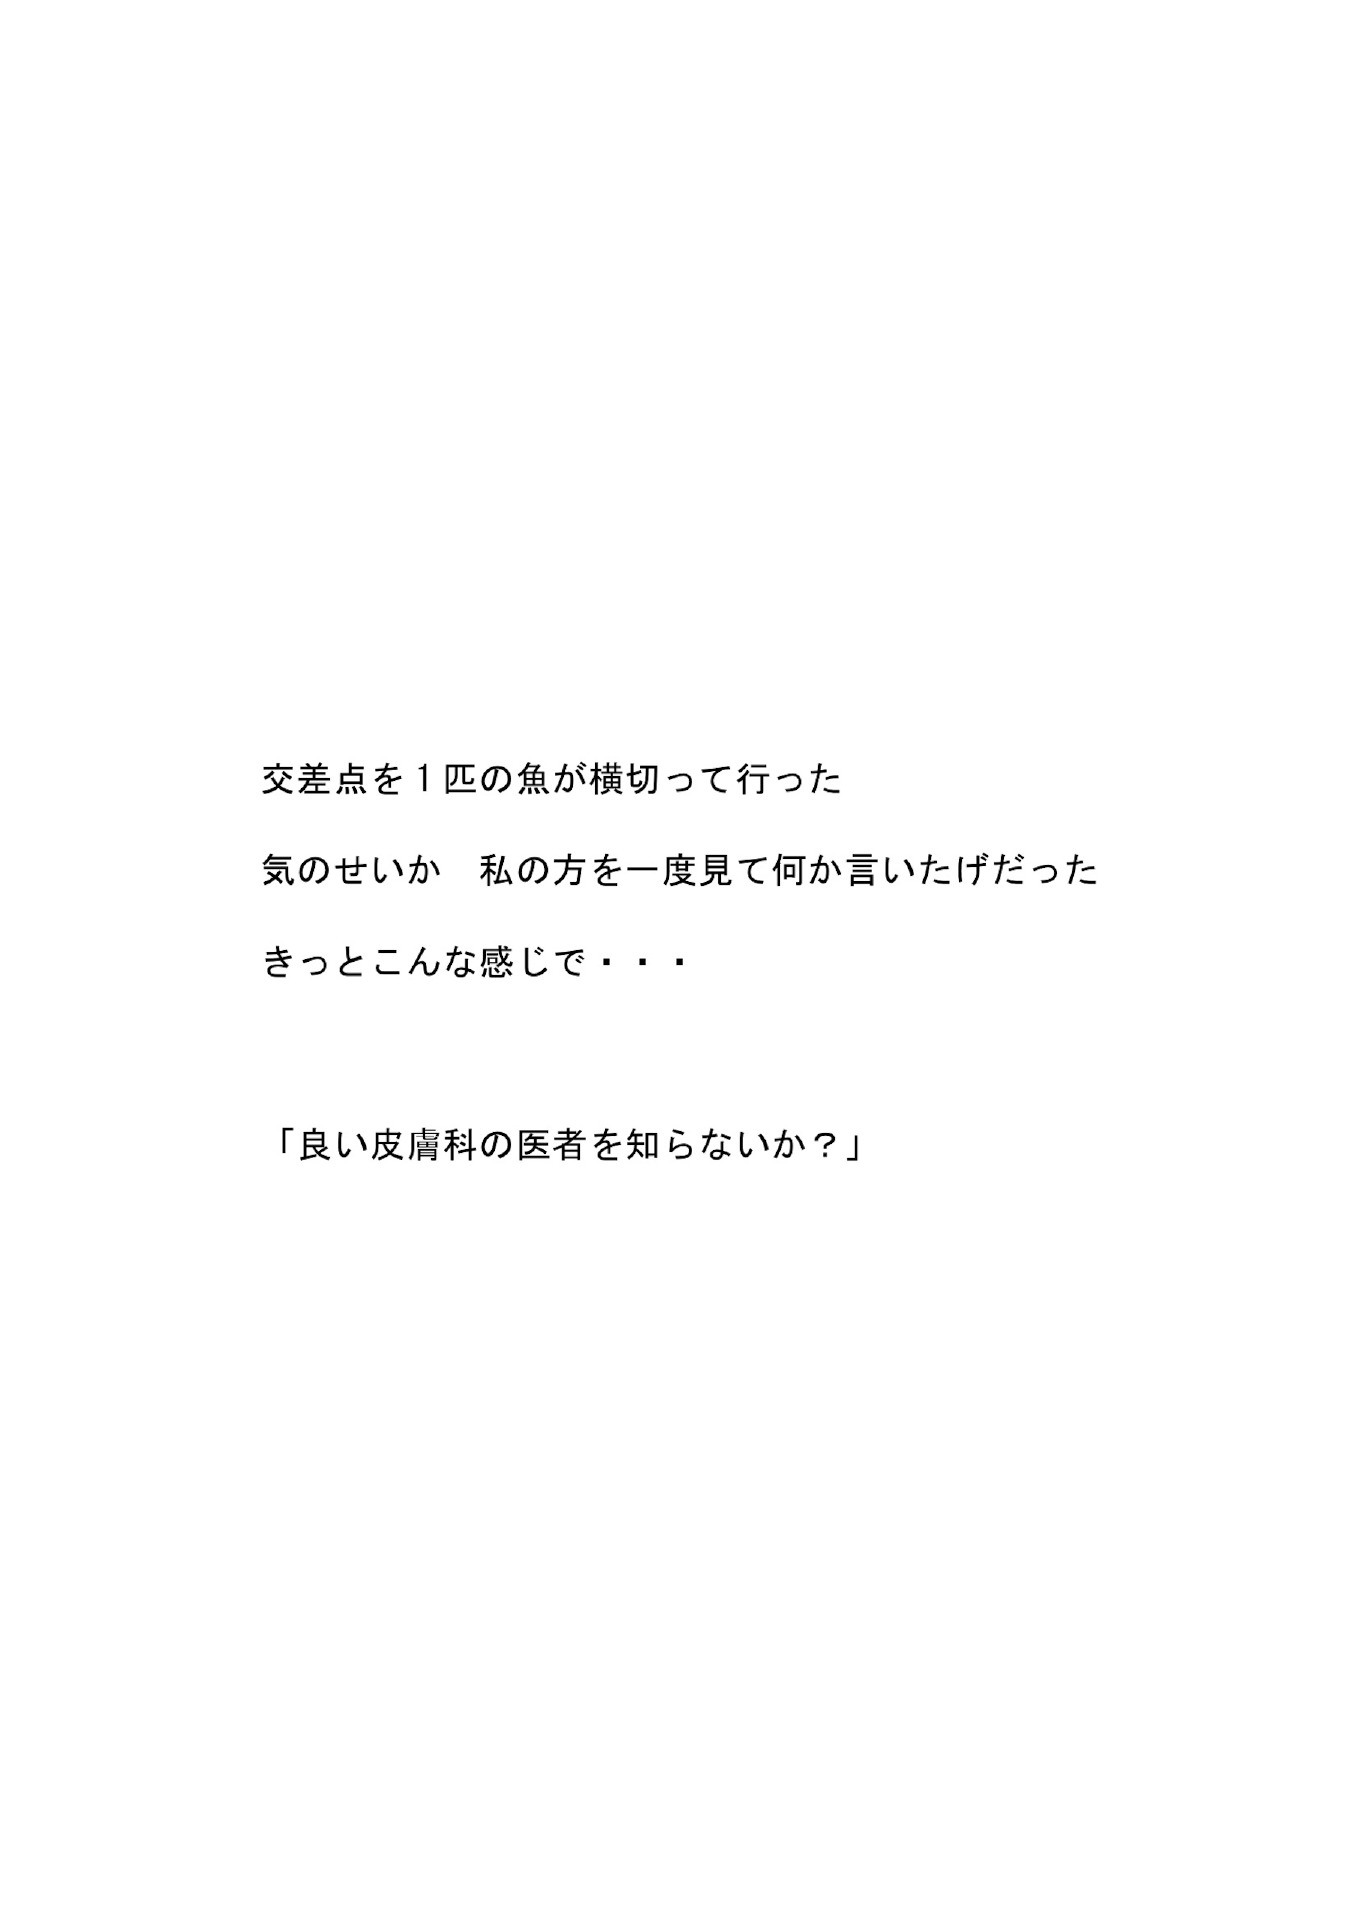 交差点を１匹の魚が横切って行った
気のせいか　私の方を一度見て何か言いたげだった
きっとこんな感じで・・・
「良い皮膚科の医者を知らないか？」